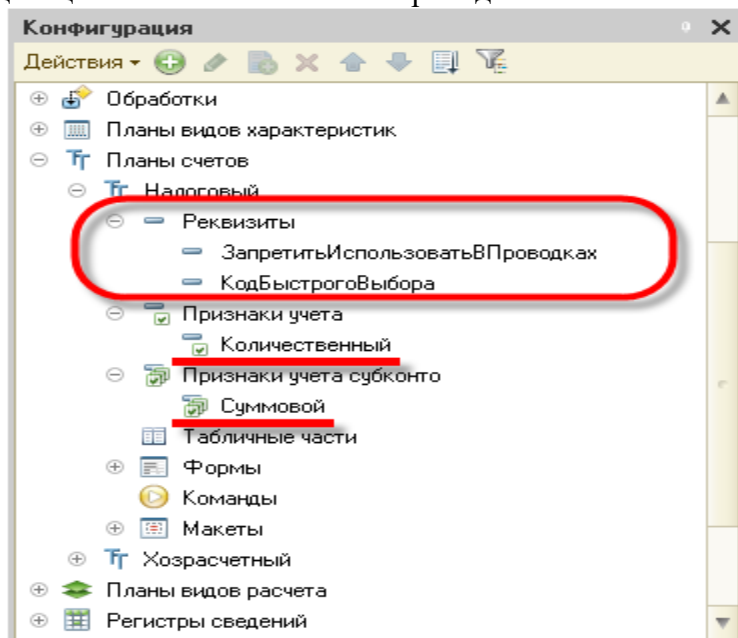 Конфигурация
Действия
Обработки
Планы видов характеристик
Планы счетов
Налоговый
Реквизиты
ЗапретитьИспользоватьВПроводках
КодБыстрогоВыбора
Признаки учета
Количественный
Признаки учета субконто
Суммовой
Табличные части
Формы
Команды
Макеты
Хозрасчетный
Планы видов расчета
Регистры сведений